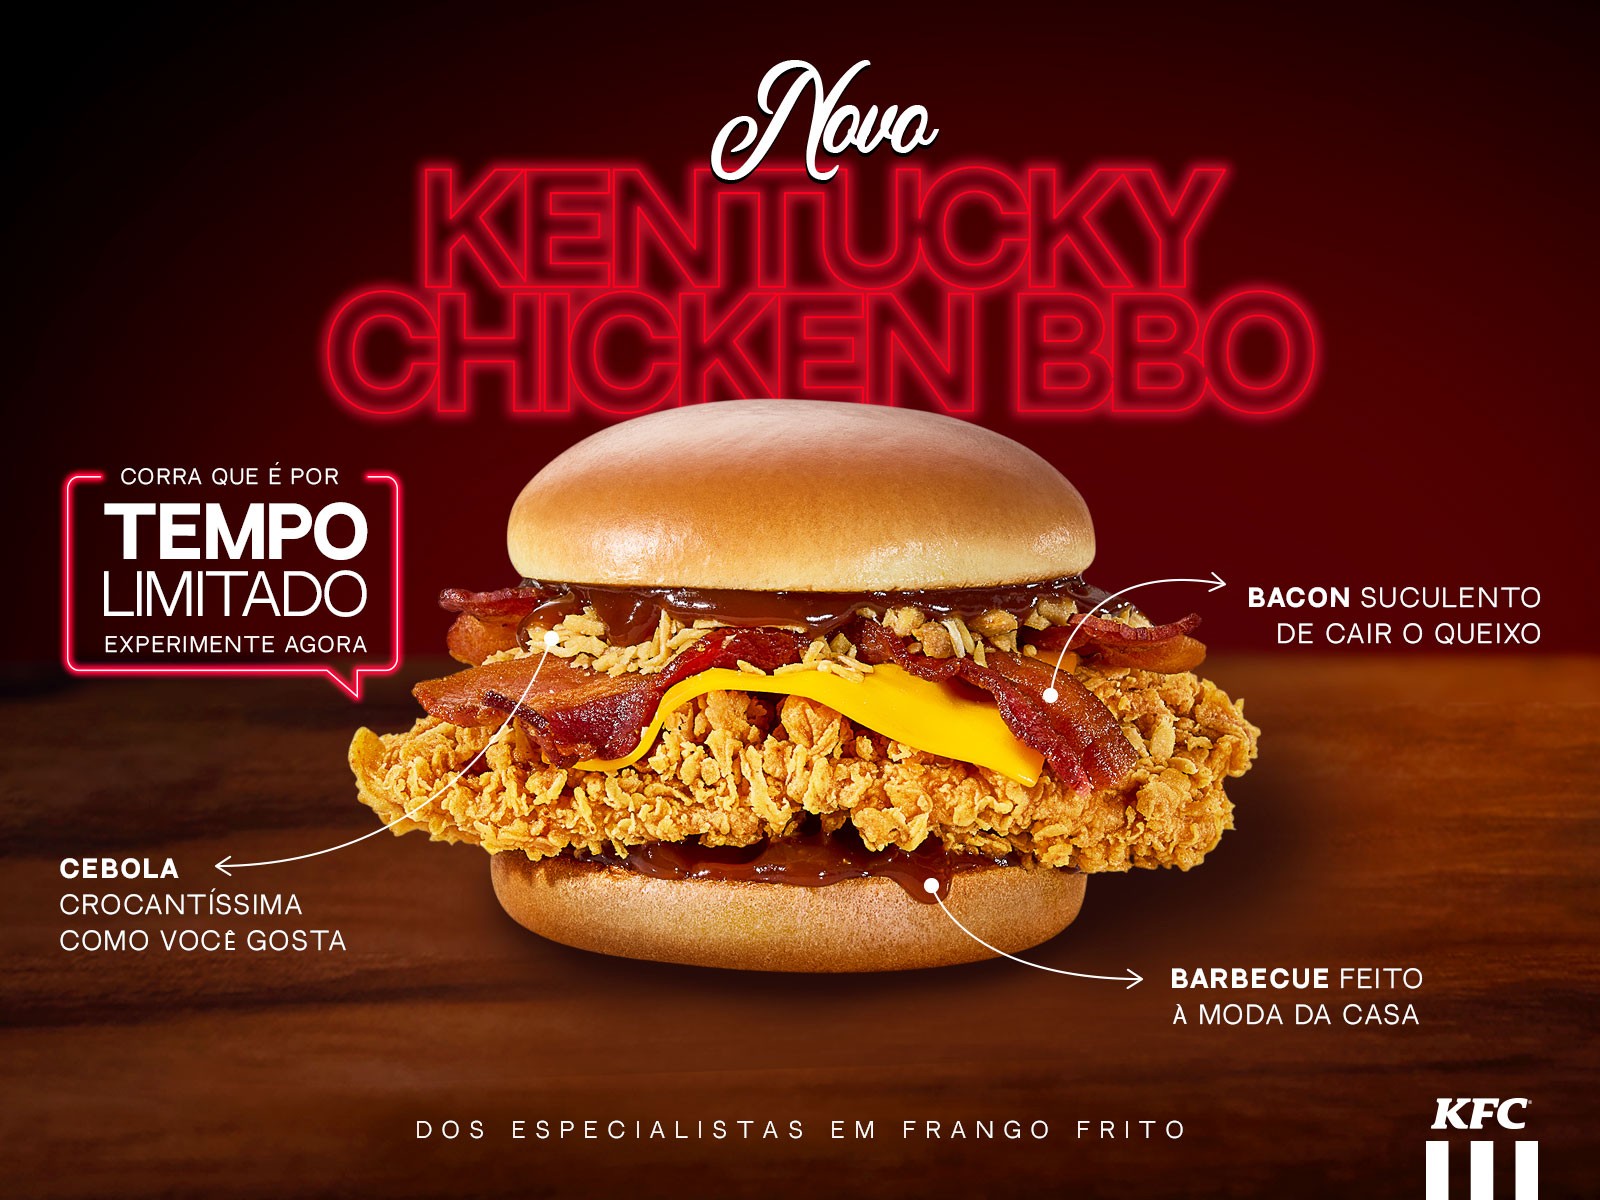 Novo
KENTUCKY
CHICKEN BBQ
CORRA QUE É POR
TEMPO
LIMITADO
EXPERIMENTE AGORA
BACON SUCULENTO
DE CAIR O QUEIXO
CEBOLA
CROCANTÍSSIMA
COMO VOCÊ GOSTA
BARBECUE FEITO
À MODA DA CASA
DOS ESPECIALISTAS EM FRANGO FRITO
KFC